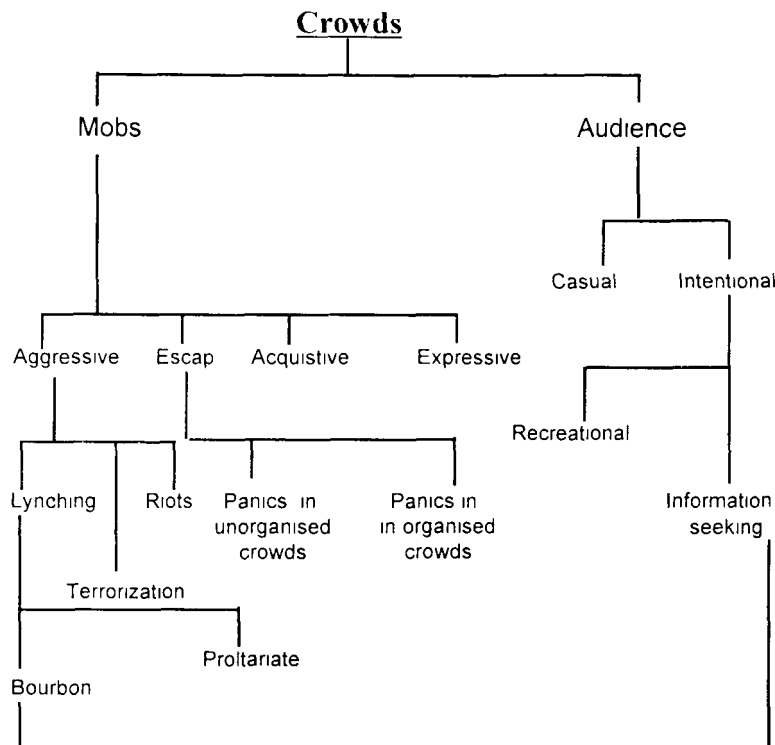 Crowds
Mobs
Audience
Casual
Intentional
Aggressive
Escap
Acquistive
Expressive
Recreational
Lynching
Riots
Panics in
unorganised
crowds
Panics in
in organised
crowds
Information
seeking
Terrorization
Proltariate
Bourbon